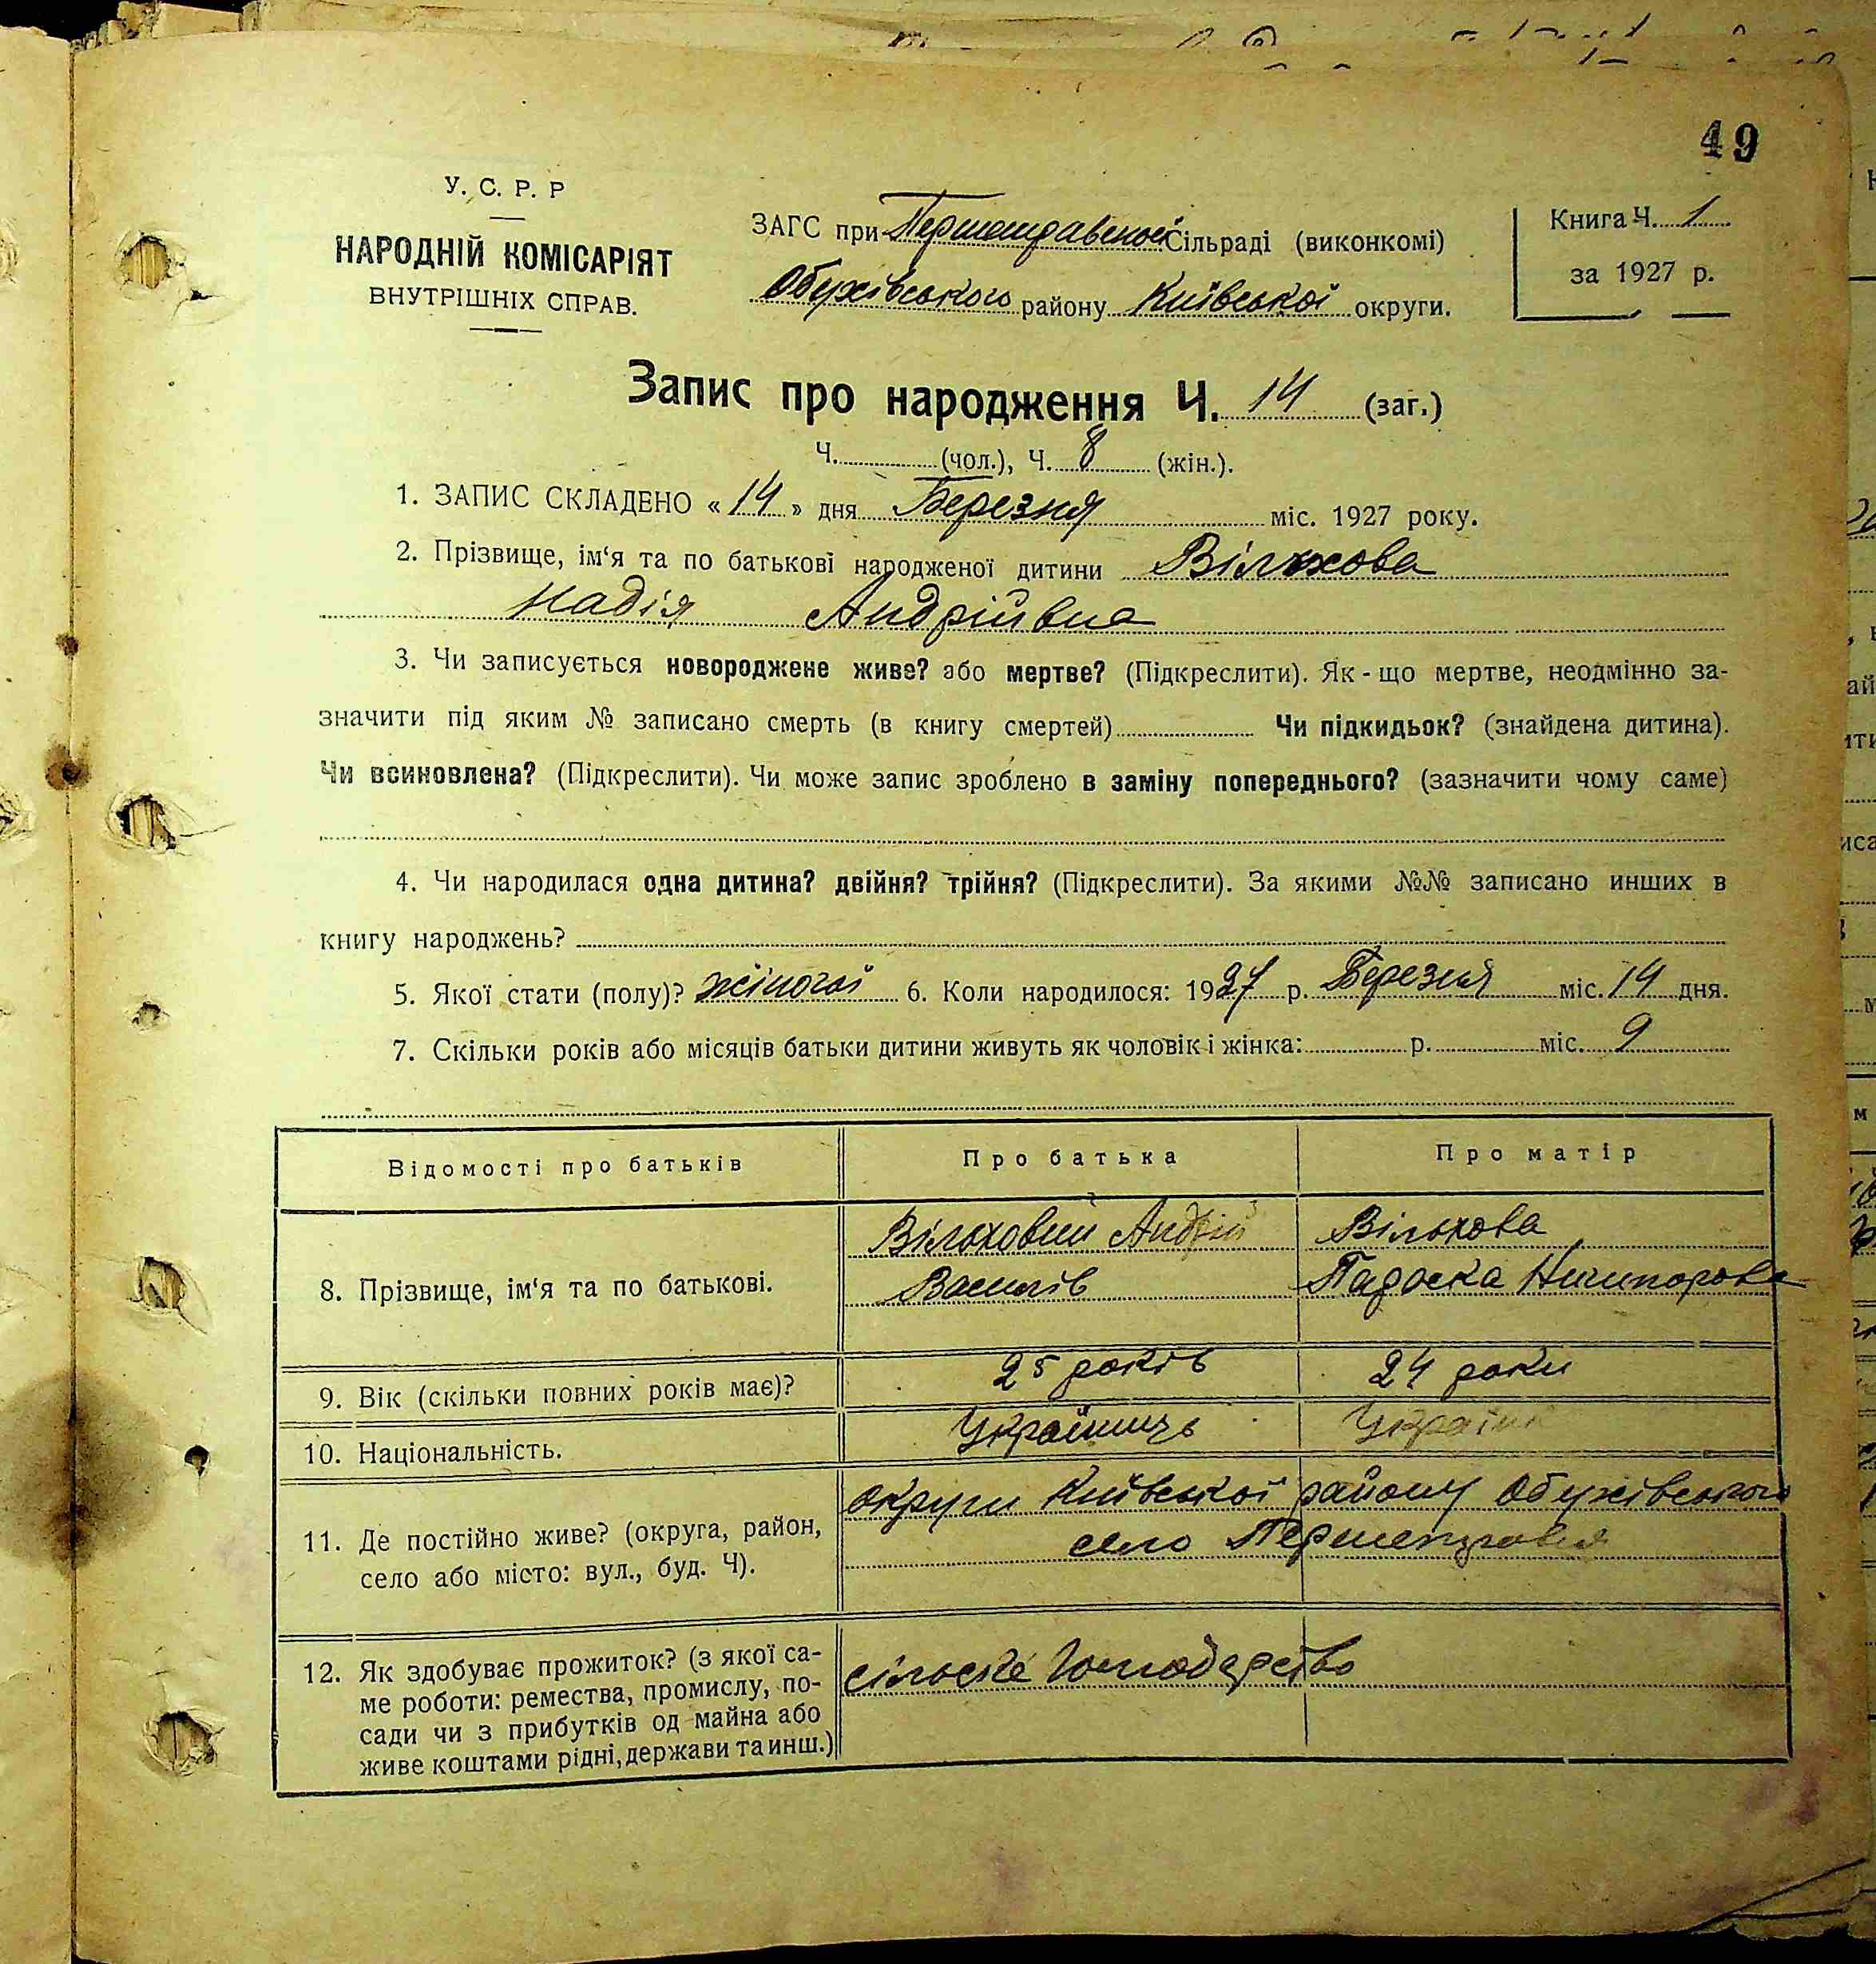 49
У. С. Р. Р
НАРОДНІЙ КОМІСАРІЯТ
ВНУТРІШНІХ СПРАВ.
ЗАГС при Сільраді (виконкомі)
Обухівського району Київської округи.
Книга Ч. 1
за 1927 р.
Запис про народження Ч. 14 (заг.)
Ч. (чол.), Ч. 8 (жін.).
1. ЗАПИС СКЛАДЕНО « 14 » дня Березня міс. 1927 року.
2. Прізвище, ім‘я та по батькові народженої дитини Вільхова
Надія Андріївна
3. Чи записується новороджене живе? або мертве? (Підкреслити). Як - що мертве, неодмінно за-
значити під яким № записано смерть (в книгу смертей) Чи підкидьок? (знайдена дитина).
Чи всиновлена? (Підкреслити). Чи може запис зроблено в заміну попереднього? (зазначити чому саме)
4. Чи народилася одна дитина? двійня? трійня? (Підкреслити). За якими №№ записано инших в
книгу народжень?
5. Якої стати (полу)? жіночої 6. Коли народилося: 1927 р. Березня міс. 14 дня.
7. Скільки років або місяців батьки дитини живуть як чоловік і жінка: р. міс. 9
Відомості про батьків Про батька Про матір
8. Прізвище, ім‘я та по батькові.
Вільховий Андрій
Василів
Вільхова
9. Вік (скільки повних років має)? 25 років 24 роки
10. Національність. Українець
11. Де постійно живе? (округа, район,
село або місто: вул., буд. Ч).
округи Київської району Обухівського
село
12. Як здобуває прожиток? (з якої са-
ме роботи: ремества, промислу, по-
сади чи з прибутків од майна або
живе коштами рідні, держави та инш.)
сільске господарство